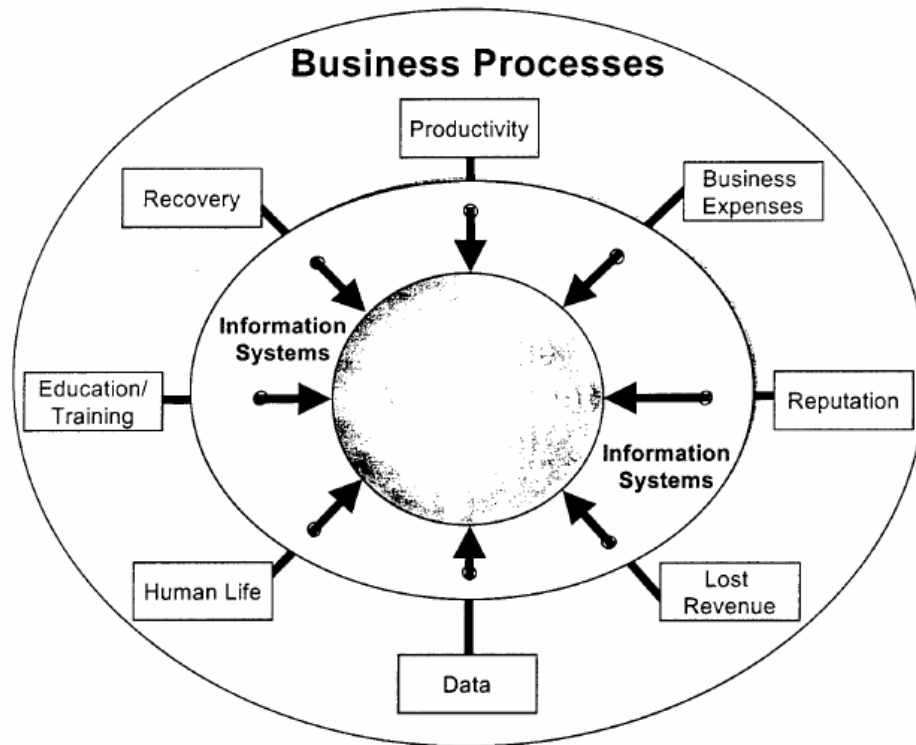 Business Processes
Productivity
Recovery
Business
Expenses
Information
Systems
Education/
Training
Reputation
Information
Systems
Human Life
Lost
Revenue
Data